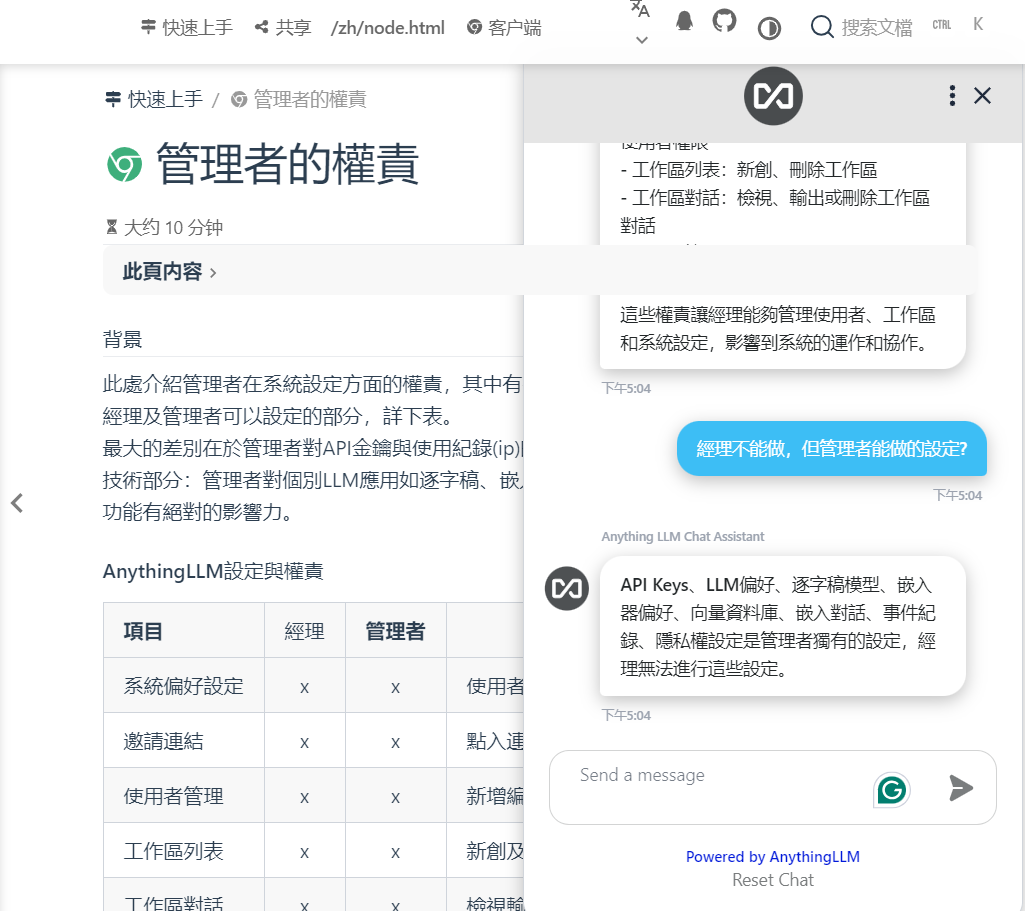 快速上手 共享 /zh/node.html 客户端 搜索文檔 CTRL K
快速上手 / 管理者的權責
管理者的權責
大约 10 分钟
此頁内容 ›
背景
此處介紹管理者在系統設定方面的權責，其中有
經理及管理者可以設定的部分，詳下表。
最大的差別在於管理者對API金鑰與使用紀錄(ip)
技術部分：管理者對個別LLM應用如逐字稿、嵌入
功能有絕對的影響力。
AnythingLLM設定與權責
項目 經理 管理者
系統偏好設定 x x 使用者
邀請連結 x x 點入連
使用者管理 x x 新增編
工作區列表 x x 新創及
工作區對話 x x 檢視輸
使用者權限
- 工作區列表：新創、刪除工作區
- 工作區對話：檢視、輸出或刪除工作區
對話
這些權責讓經理能夠管理使用者、工作區
和系統設定，影響到系統的運作和協作。
下午5:04
經理不能做，但管理者能做的設定?
下午5:04
Anything LLM Chat Assistant
API Keys、LLM偏好、逐字稿模型、嵌入
器偏好、向量資料庫、嵌入對話、事件紀
錄、隱私權設定是管理者獨有的設定，經
理無法進行這些設定。
下午5:04
Send a message
Powered by AnythingLLM
Reset Chat